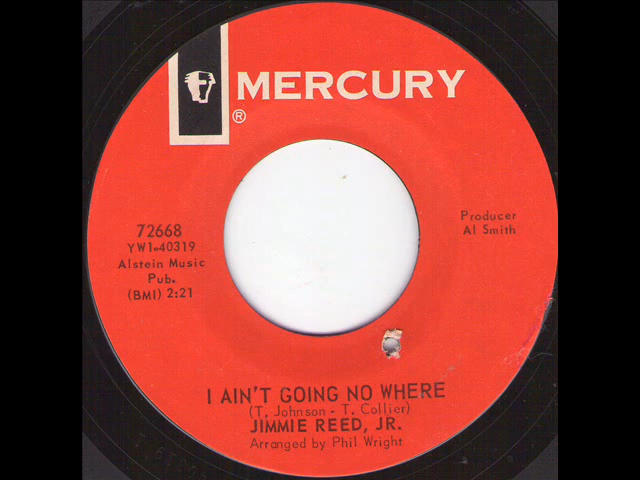 MERCURY
®
72668
YW1-40319
Alstein Music
Pub.
(BMI) 2:21
Producer
Al Smith
I AIN'T GOING NO WHERE
(T. Johnson - T. Collier)
JIMMIE REED, JR.
Arranged by Phil Wright